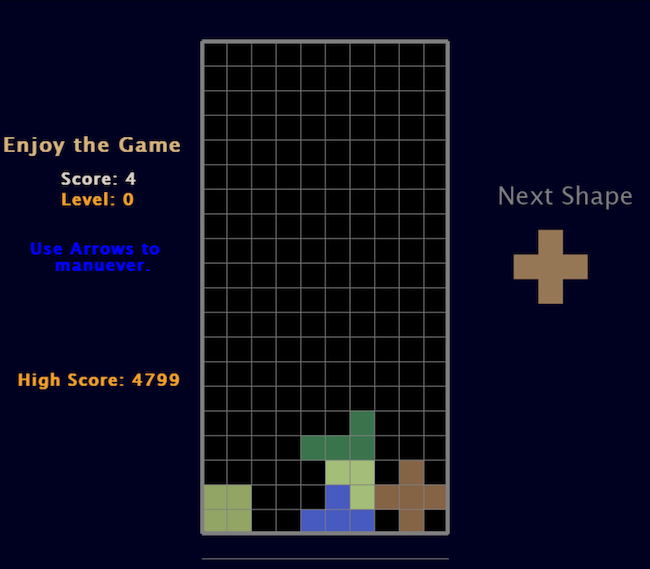 Enjoy the Game
Score: 4
Level: 0
Use Arrows to
manuever.
High Score: 4799
Next Shape